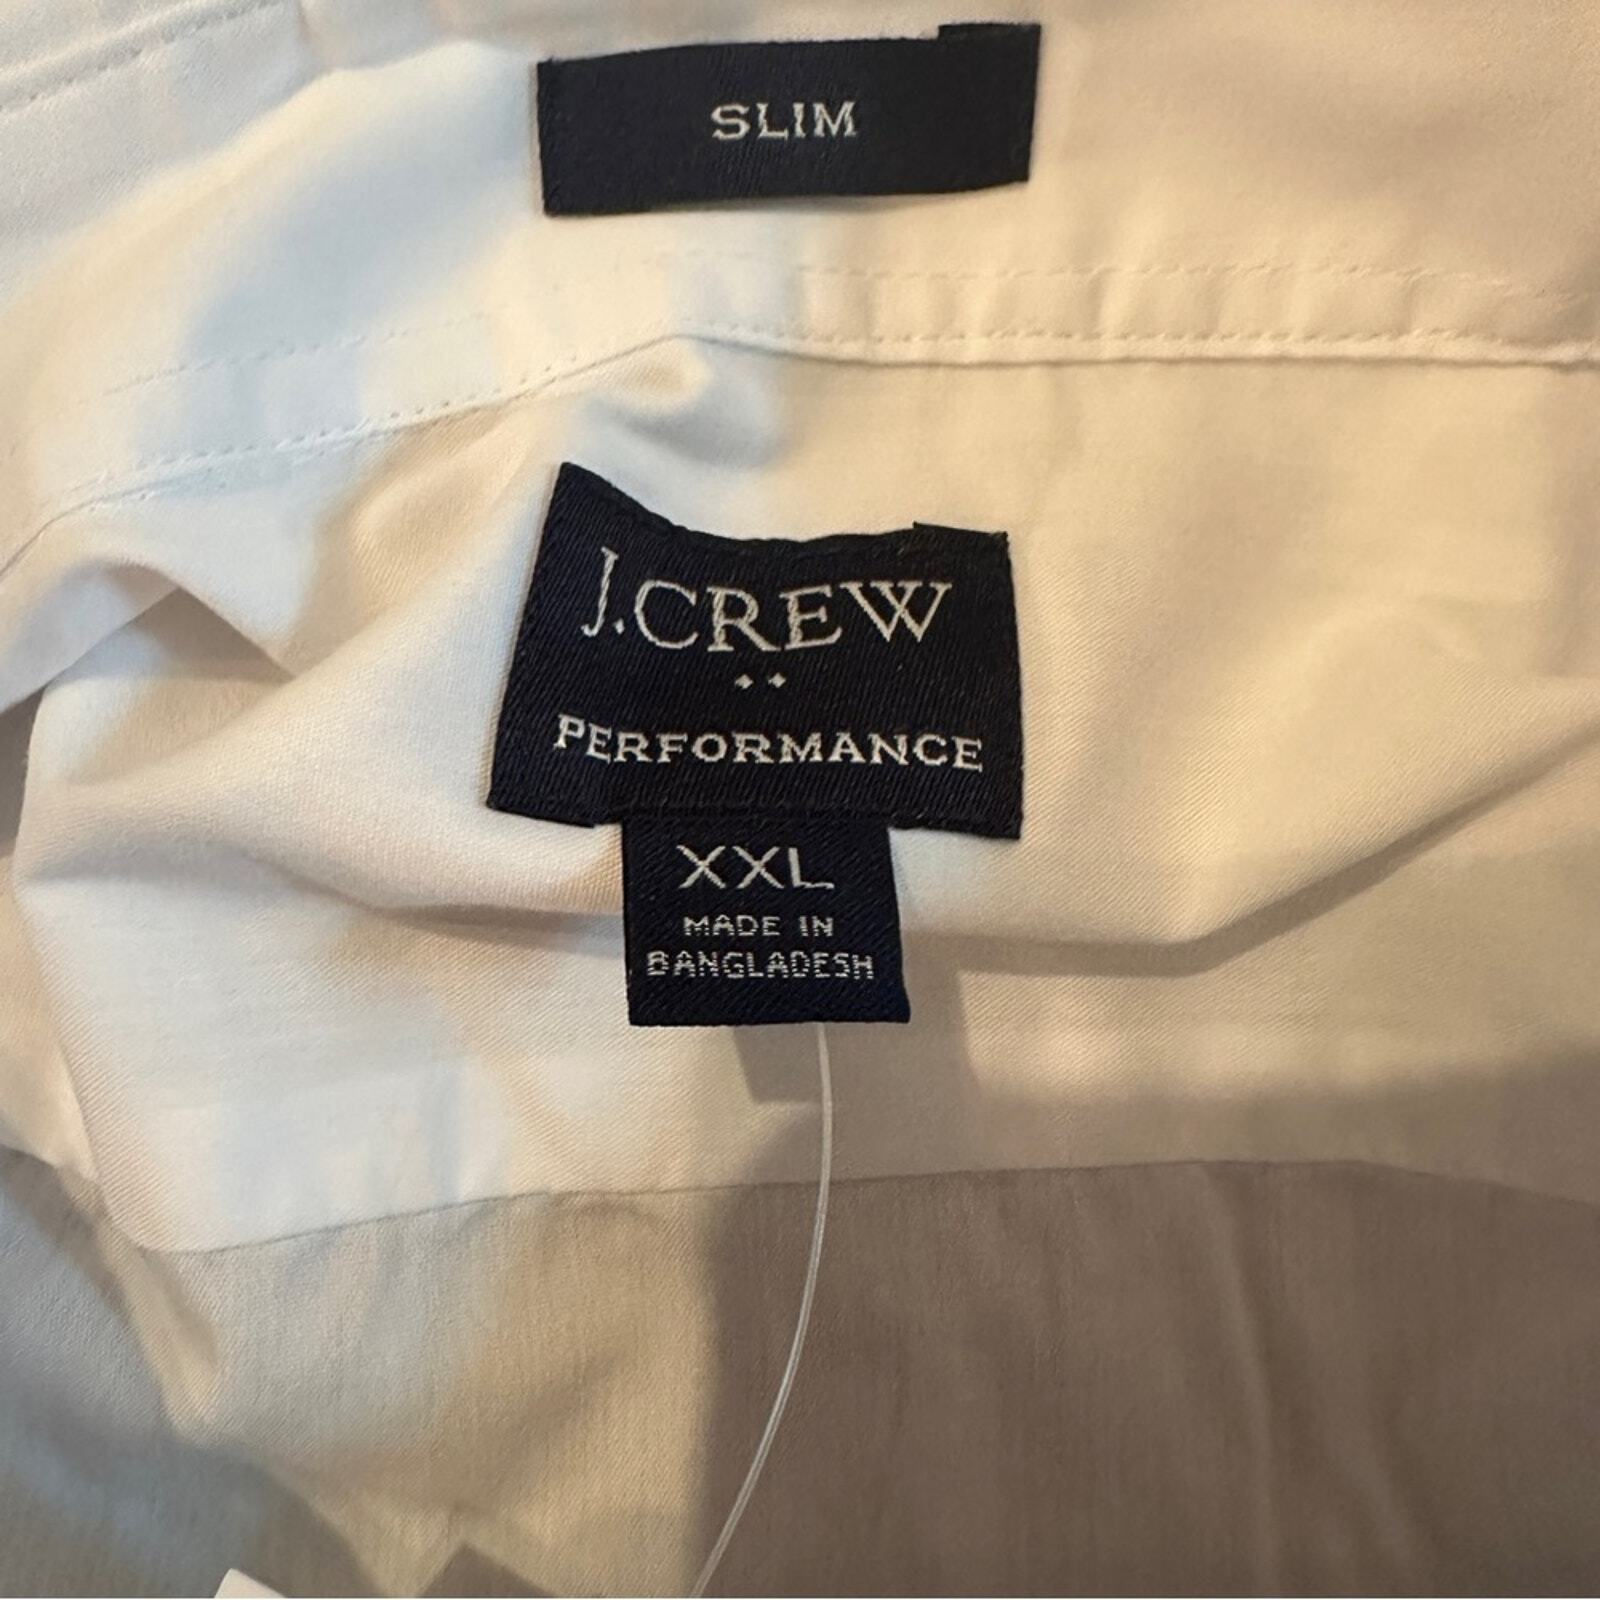 SLIM
J.CREW
PERFORMANCE
XXL
MADE IN
BANGLADESH